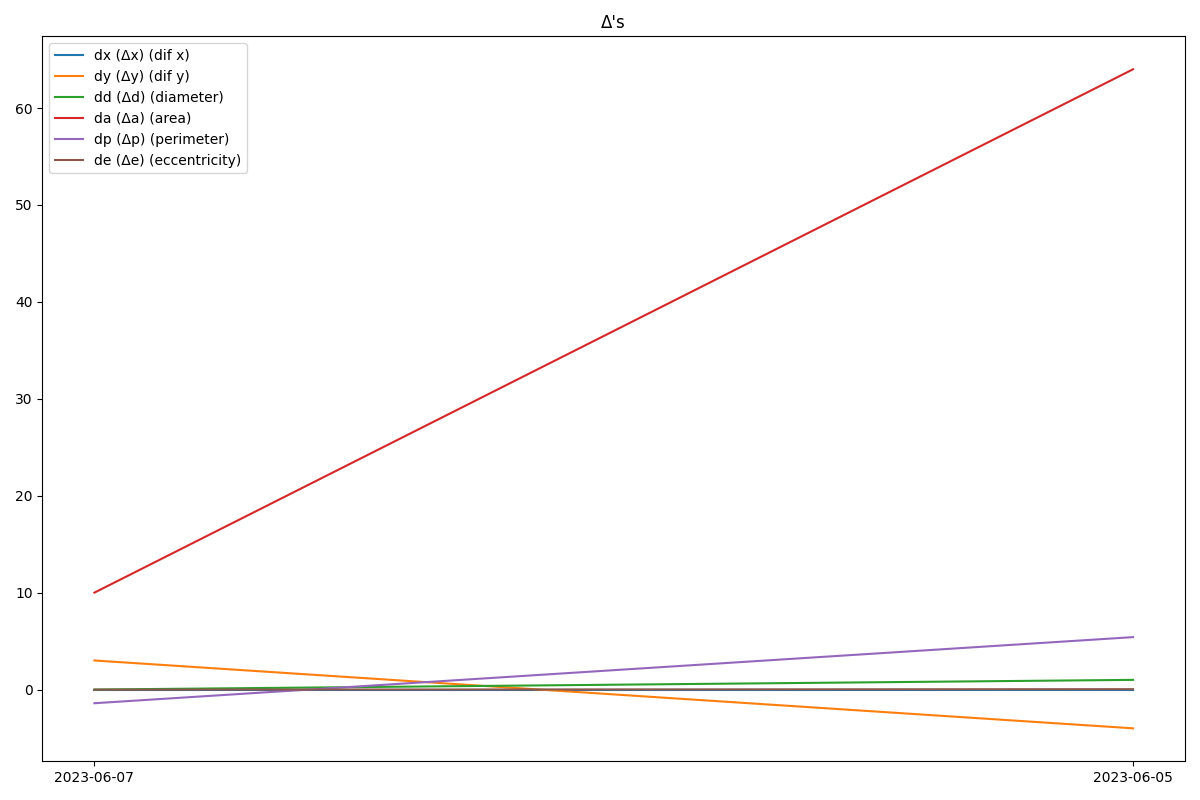 Δ's
dx (Δx) (dif x)
dy (Δy) (dif y)
dd (Δd) (diameter)
da (Δa) (area)
dp (Δp) (perimeter)
de (Δe) (eccentricity)
60
50
40
30
20
10
0
2023-06-07
2023-06-05